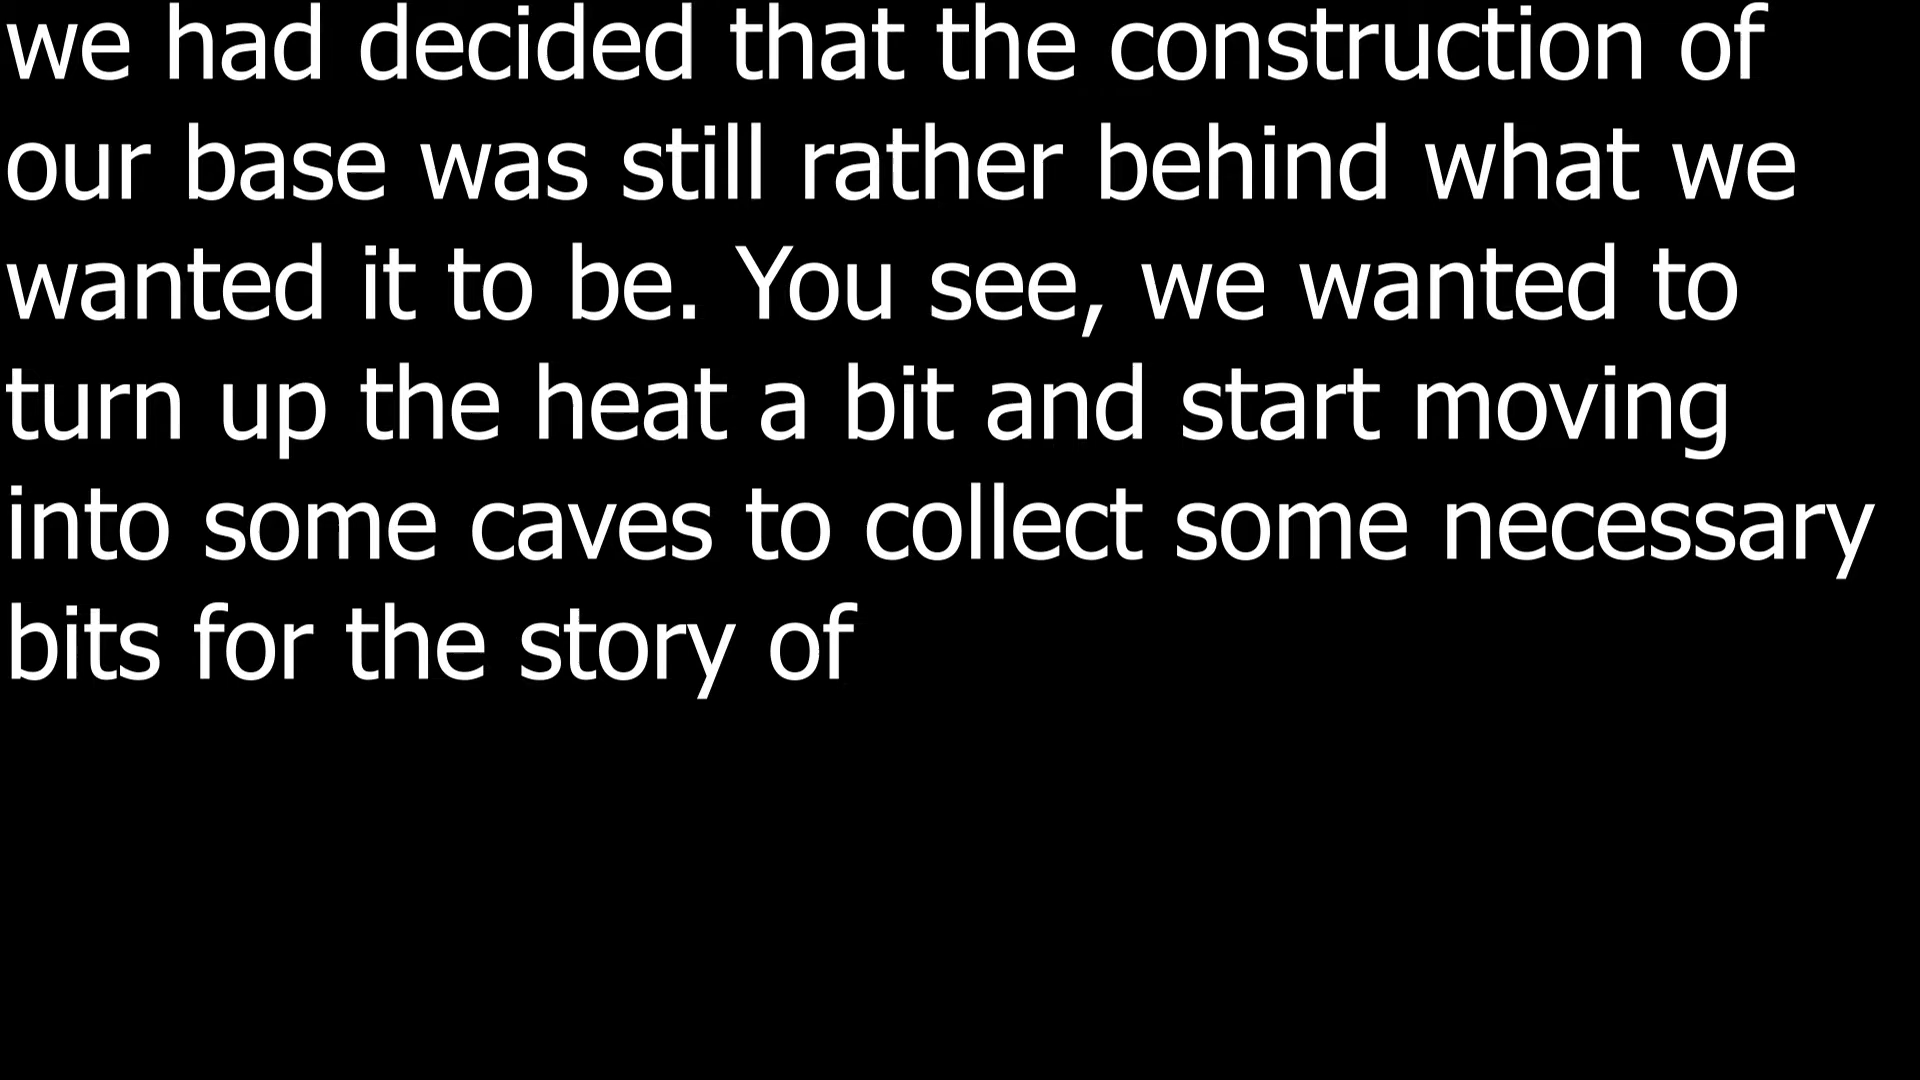 we had decided that the construction of
our base was still rather behind what we
wanted it to be. You see, we wanted to
turn up the heat a bit and start moving
into some caves to collect some necessary
bits for the story of